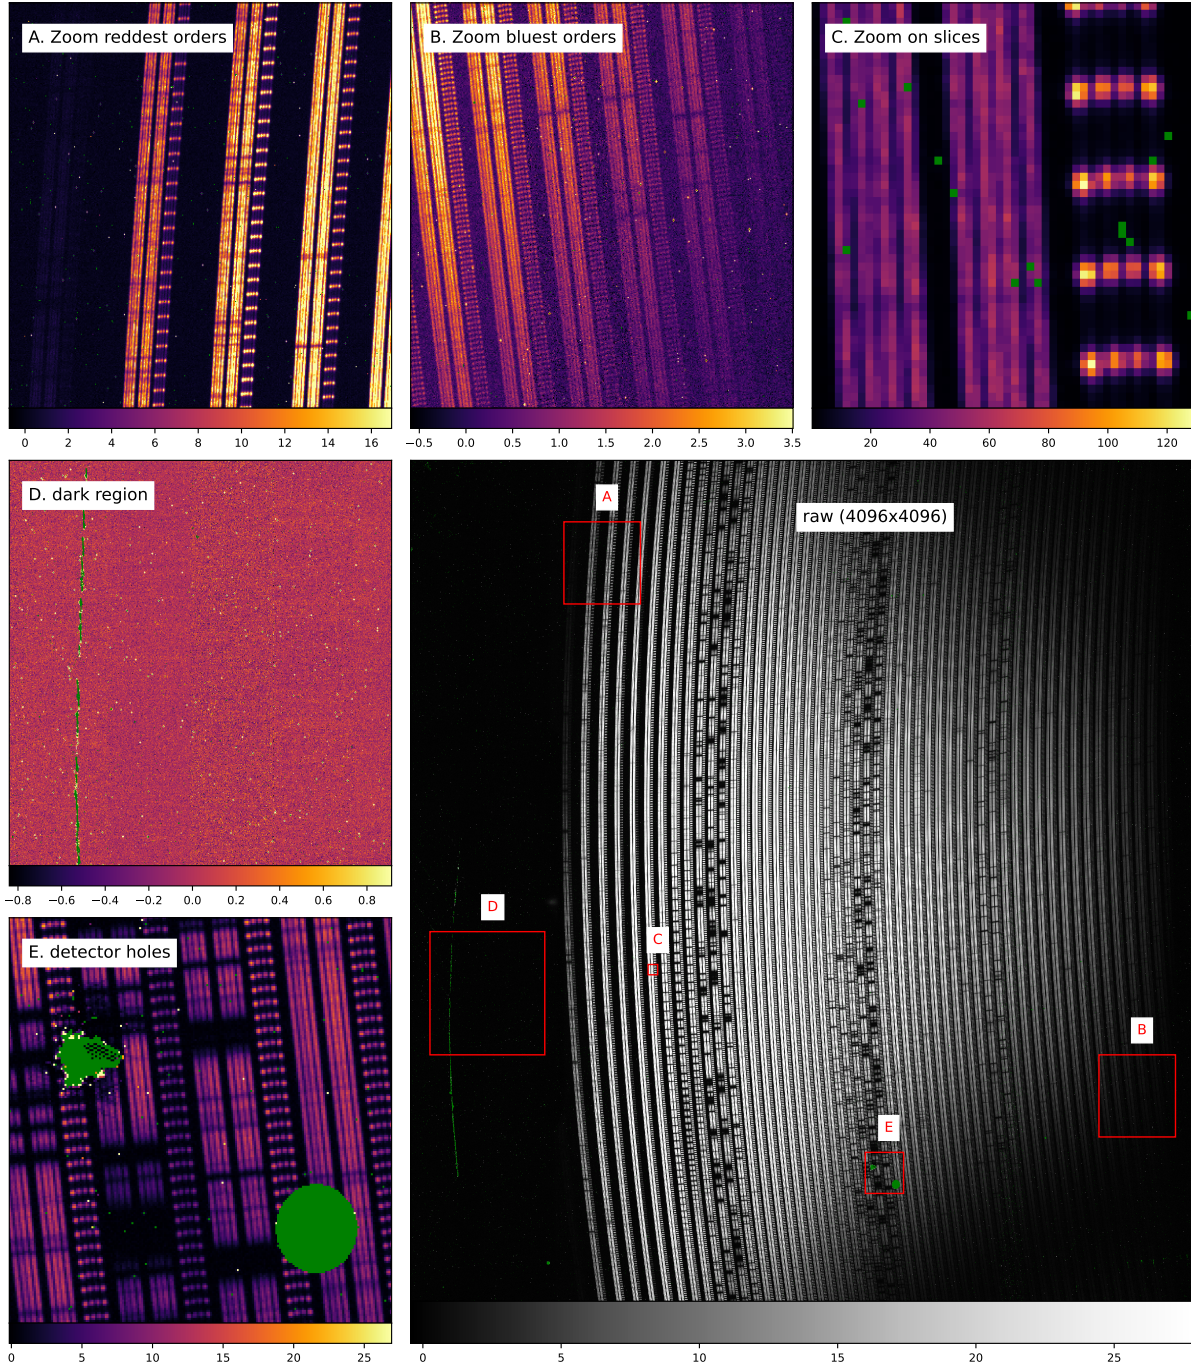 A. Zoom reddest orders
B. Zoom bluest orders
C. Zoom on slices
0 2 4 6 8 10 12 14 16
−0.5 0.0 0.5 1.0 1.5 2.0 2.5 3.0 3.5
20 40 60 80 100 120
D. dark region
−0.8 −0.6 −0.4 −0.2 0.0 0.2 0.4 0.6 0.8
raw (4096x4096)
A
D
C
B
E
E. detector holes
0 5 10 15 20 25
0 5 10 15 20 25